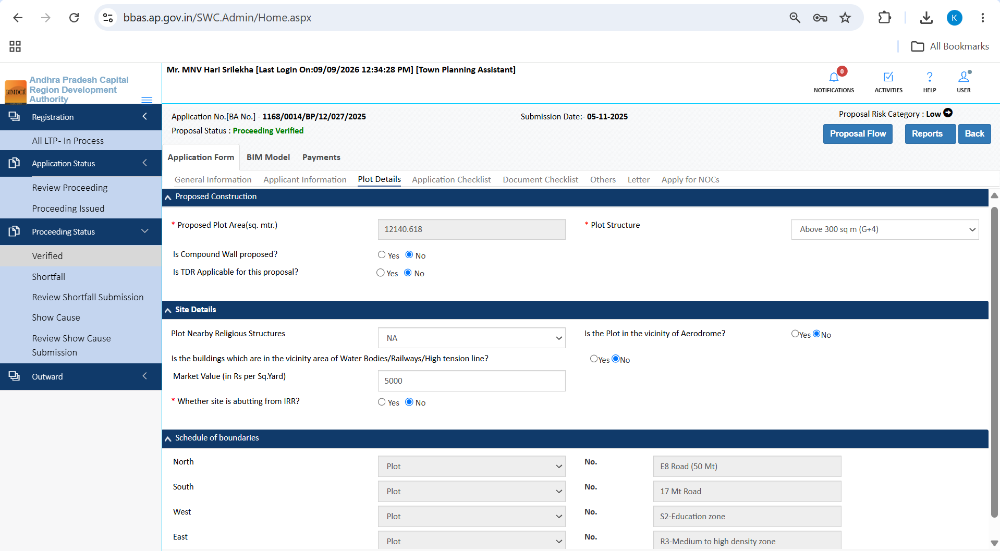 bbas.ap.gov.in/SWC.Admin/Home.aspx
K
All Bookmarks
BIMDCR
Andhra Pradesh Capital
Region Development
Authority
Mr. MNV Hari Srilekha [Last Login On:09/09/2026 12:34:28 PM] [Town Planning Assistant]
0
NOTIFICATIONS
ACTIVITIES
HELP
USER
Registration
All LTP- In Process
Application Status
Review Proceeding
Proceeding Issued
Proceeding Status
Verified
Shortfall
Review Shortfall Submission
Show Cause
Review Show Cause
Submission
Outward
Application No.[BA No.] - 1168/0014/BP/12/027/2025
Submission Date:- 05-11-2025
Proposal Risk Category : Low
Proposal Status : Proceeding Verified
Proposal Flow
Reports
Back
Application Form
BIM Model
Payments
General Information
Applicant Information
Plot Details
Application Checklist
Document Checklist
Others
Letter
Apply for NOCs
Proposed Construction
* Proposed Plot Area(sq. mtr.)
12140.618
* Plot Structure
Above 300 sq m (G+4)
Is Compound Wall proposed?
Yes No
Is TDR Applicable for this proposal?
Yes No
Site Details
Plot Nearby Religious Structures
NA
Is the Plot in the vicinity of Aerodrome?
Yes No
Is the buildings which are in the vicinity area of Water Bodies/Railways/High tension line?
Yes No
Market Value (in Rs per Sq.Yard)
5000
* Whether site is abutting from IRR?
Yes No
Schedule of boundaries
North
Plot
No.
E8 Road (50 Mt)
South
Plot
No.
17 Mt Road
West
Plot
No.
S2-Education zone
East
Plot
No.
R3-Medium to high density zone